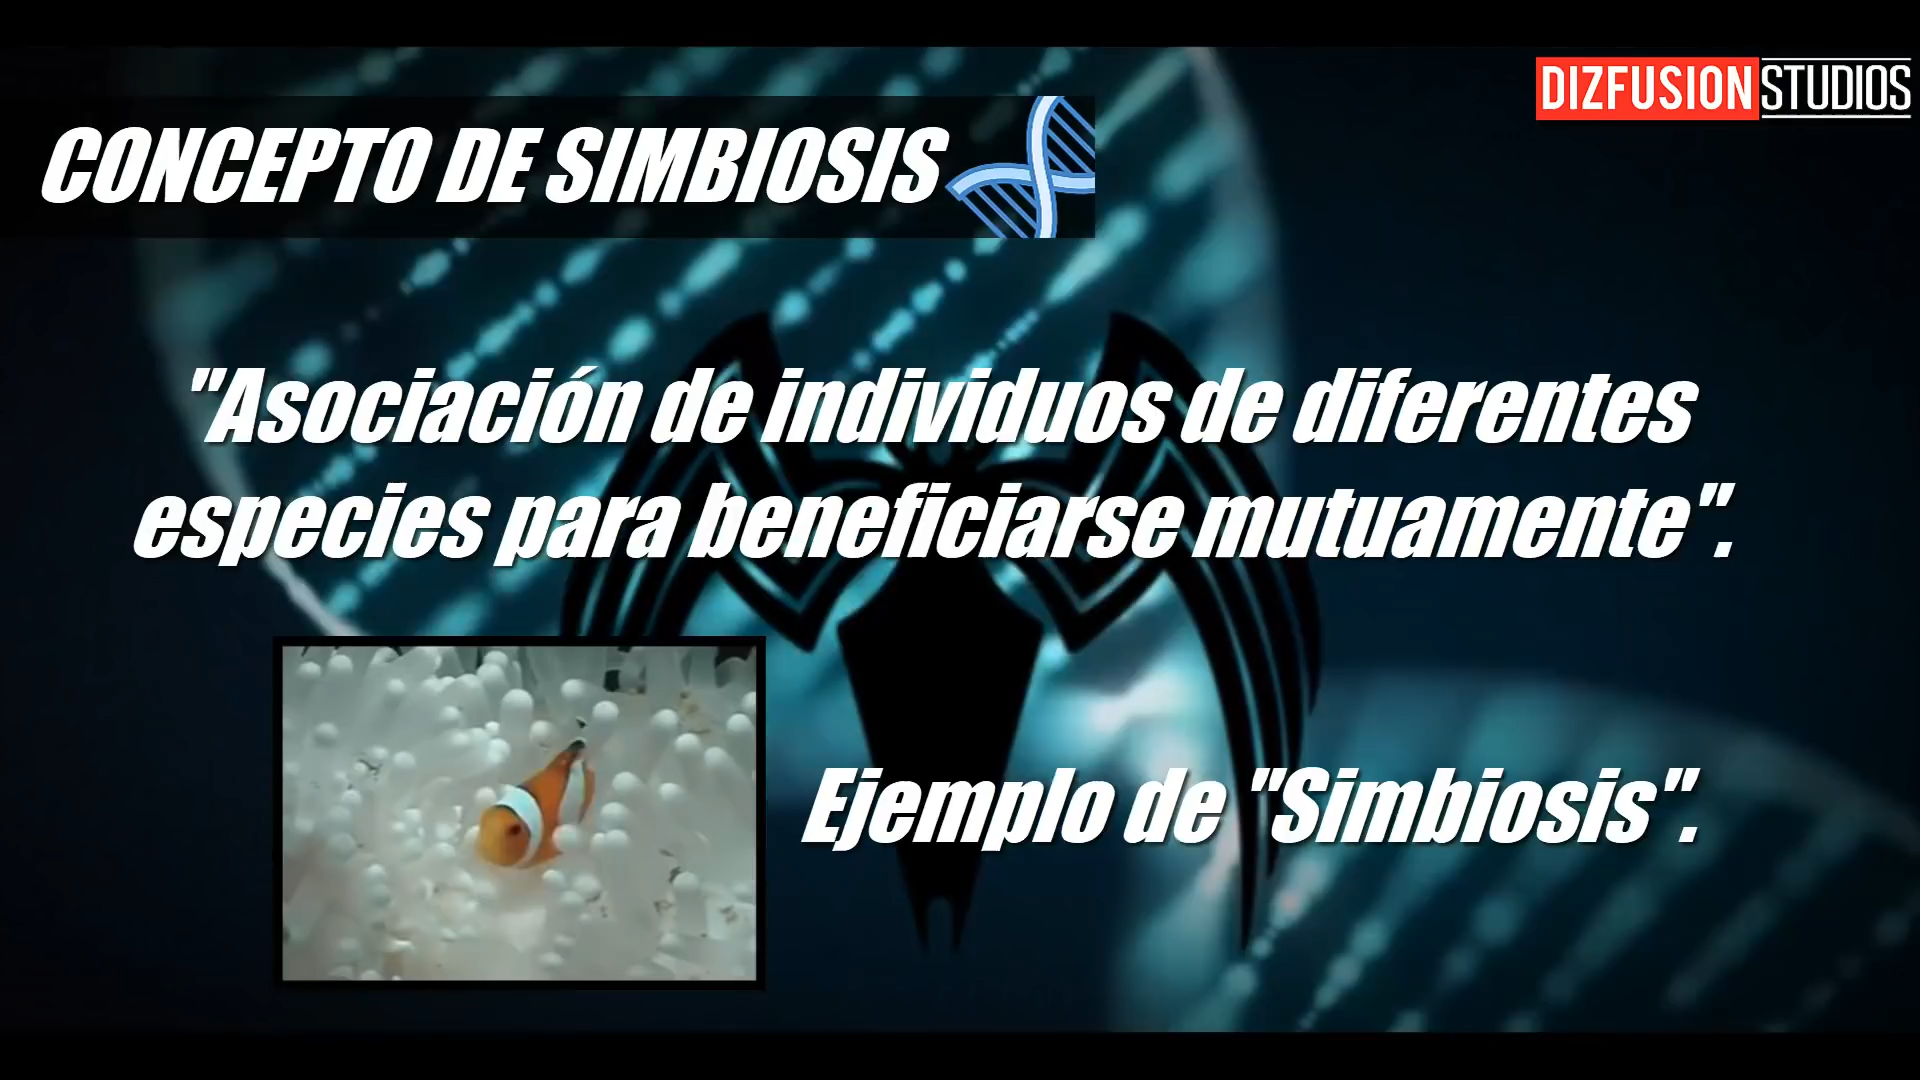 DIZFUSION STUDIOS
CONCEPTO DE SIMBIOSIS
"Asociación de individuos de diferentes
especies para beneficiarse mutuamente".
Ejemplo de "Simbiosis".